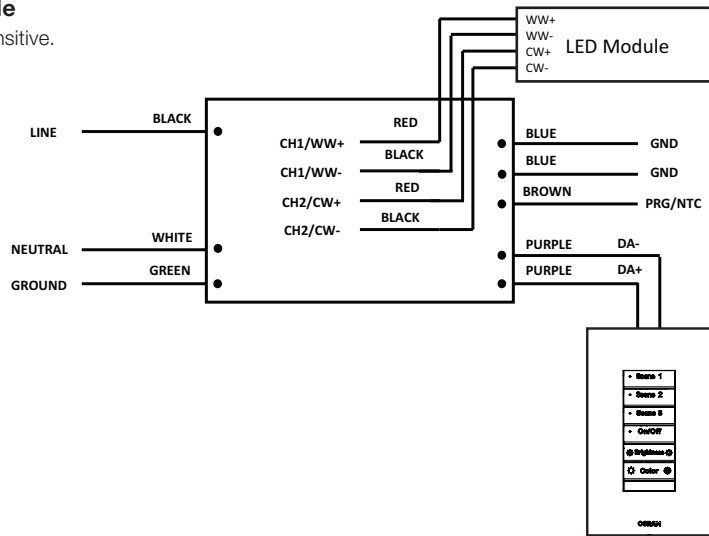 le
nsitive.
WW+
WW-
CW+
CW-
LED Module
LINE
BLACK
NEUTRAL
WHITE
GROUND
GREEN
CH1/WW+
RED
CH1/WW-
BLACK
CH2/CW+
RED
CH2/CW-
BLACK
BLUE
GND
BLUE
GND
BROWN
PRG/NTC
PURPLE
DA-
PURPLE
DA+
Scene 1
Scene 2
Scene 3
On/Off
Brightness
Color
OSRAM